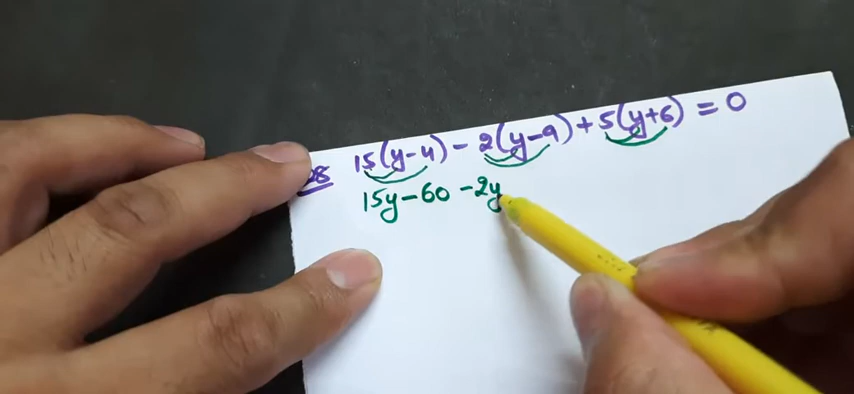 15(y-4) - 2(y-9) + 5(y+6) = 0
15y - 60 - 2y